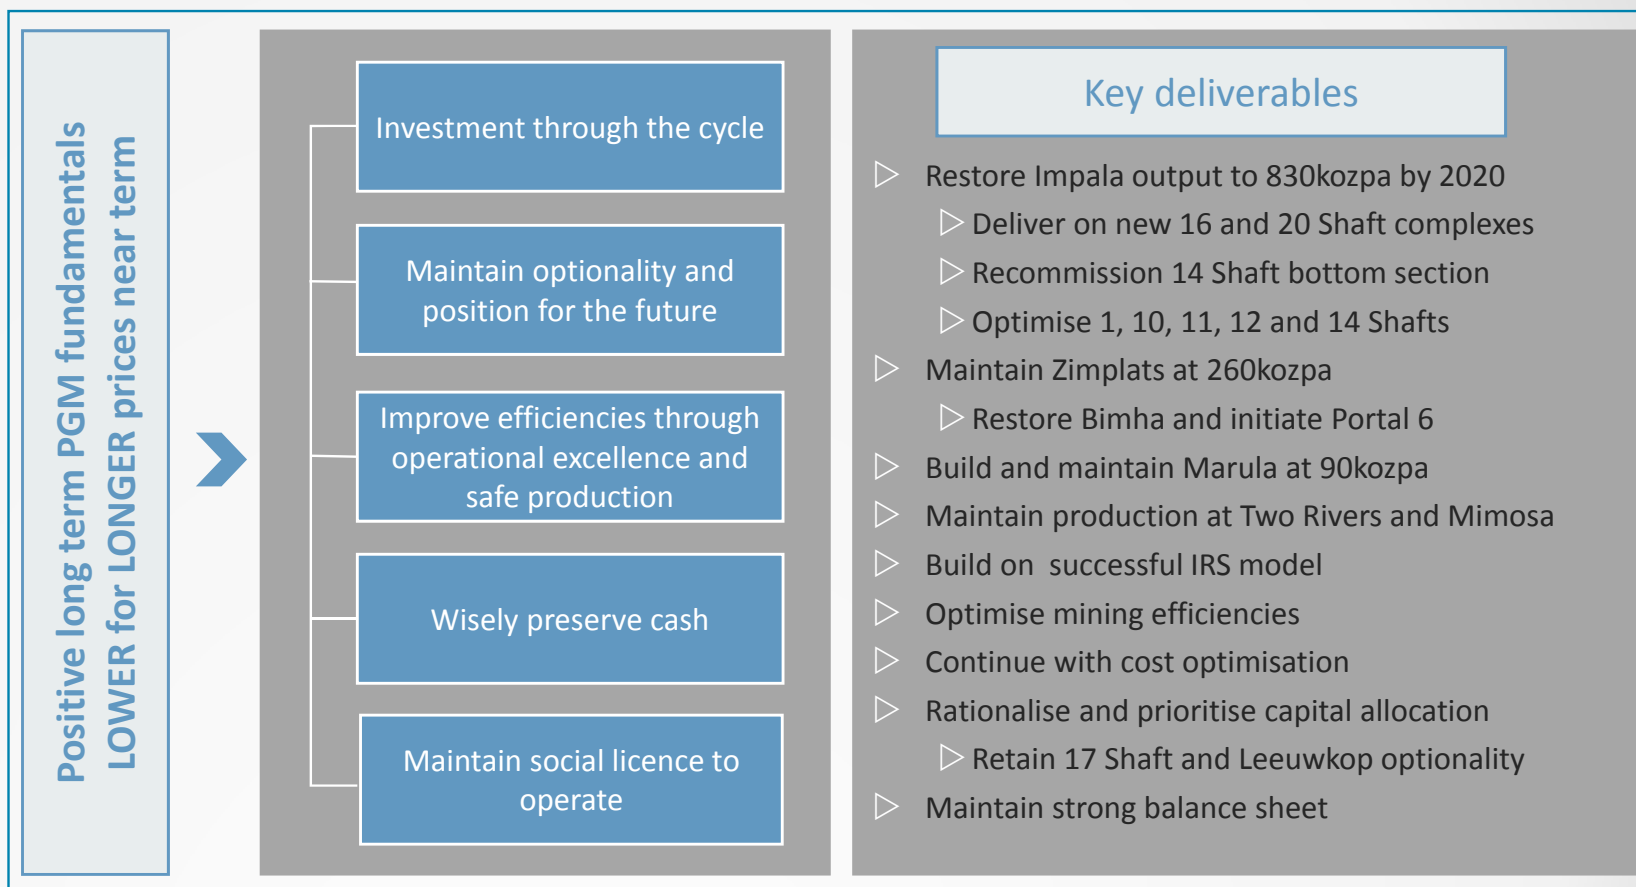 Positive long term PGM fundamentals
LOWER for LONGER prices near term
Investment through the cycle
Maintain optionality and
position for the future
Improve efficiencies through
operational excellence and
safe production
Wisely preserve cash
Maintain social licence to
operate
Key deliverables
Restore Impala output to 830kozpa by 2020
Deliver on new 16 and 20 Shaft complexes
Recommission 14 Shaft bottom section
Optimise 1, 10, 11, 12 and 14 Shafts
Maintain Zimplats at 260kozpa
Restore Bimha and initiate Portal 6
Build and maintain Marula at 90kozpa
Maintain production at Two Rivers and Mimosa
Build on  successful IRS model
Optimise mining efficiencies
Continue with cost optimisation
Rationalise and prioritise capital allocation
Retain 17 Shaft and Leeuwkop optionality
Maintain strong balance sheet